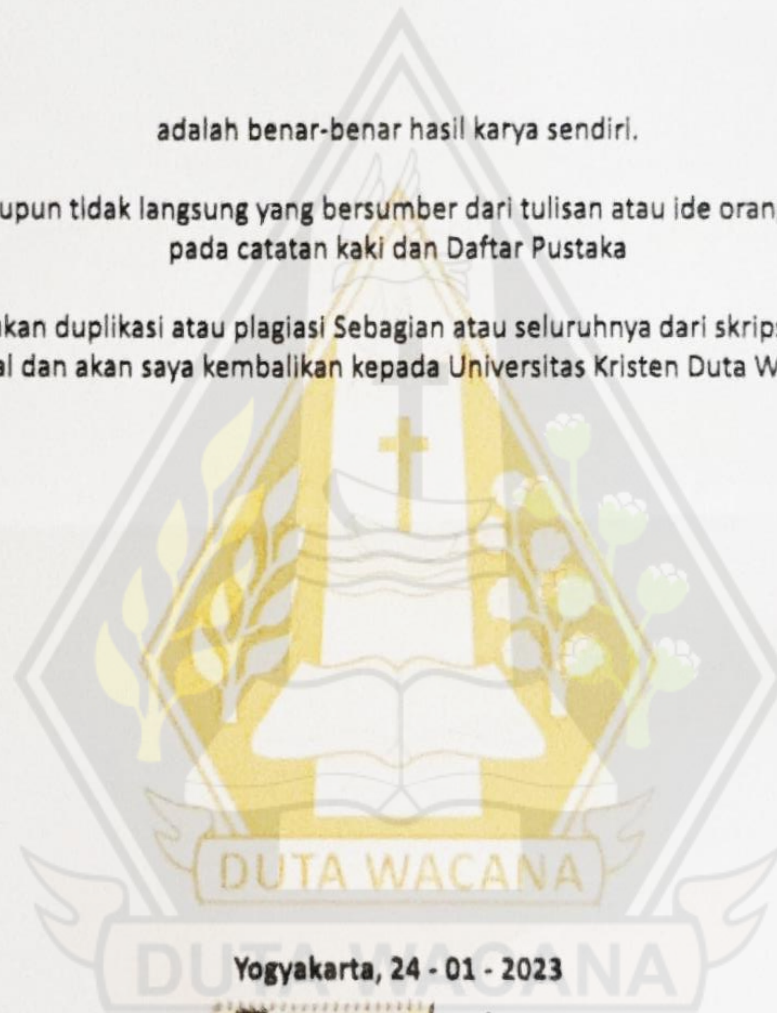 adalah benar-benar hasil karya sendiri.
upun tidak langsung yang bersumber dari tulisan atau ide oran
pada catatan kaki dan Daftar Pustaka
kan duplikasi atau plagiasi Sebagian atau seluruhnya dari skrips
al dan akan saya kembalikan kepada Universitas Kristen Duta W
DUTA WACANA
Yogyakarta, 24 - 01 - 2023
DUTA WACANA